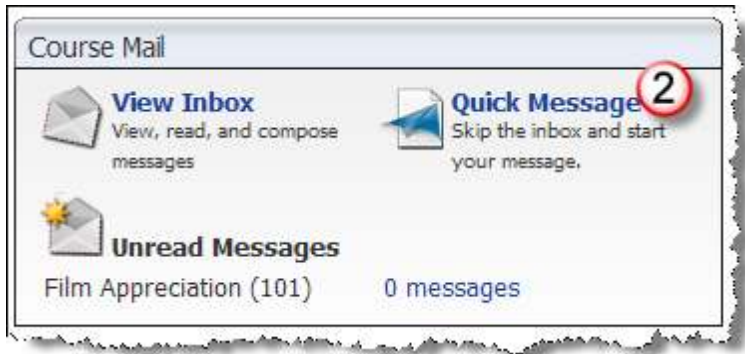 Course Mail
View Inbox
View, read, and compose
messages
Quick Message 2
Skip the inbox and start
your message.
Unread Messages
Film Appreciation (101) 0 messages